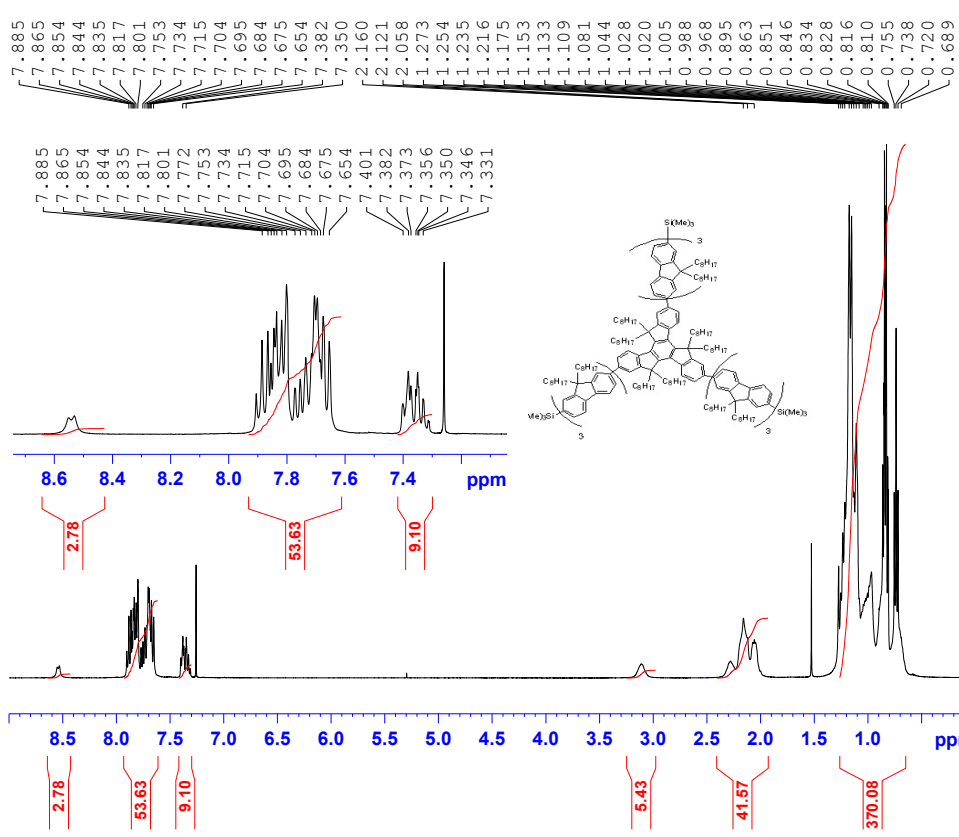 7.885 7.865 7.854 7.844 7.835 7.817 7.801 7.753 7.734 7.715 7.704 7.695 7.684 7.675 7.654 7.382 7.350 2.160 2.121 2.058 1.273 1.254 1.235 1.216 1.175 1.153 1.133 1.109 1.081 1.044 1.028 1.020 1.005 0.988 0.968 0.895 0.863 0.851 0.846 0.834 0.828 0.816 0.810 0.755 0.738 0.720 0.689
7.885 7.865 7.854 7.844 7.835 7.817 7.801 7.772 7.753 7.734 7.715 7.704 7.695 7.684 7.675 7.654 7.401 7.382 7.373 7.356 7.350 7.346 7.331
Si(Me)3
3
C8H17
C8H17
C8H17 C8H17
C8H17 C8H17
C8H17 C8H17
C8H17 C8H17 C8H17
C8H17 C8H17
Me)3Si Si(Me)3
3 3
8.6 8.4 8.2 8.0 7.8 7.6 7.4 ppm
2.78 53.63 9.10
8.5 8.0 7.5 7.0 6.5 6.0 5.5 5.0 4.5 4.0 3.5 3.0 2.5 2.0 1.5 1.0 ppm
2.78 53.63 9.10 5.43 41.57 370.08